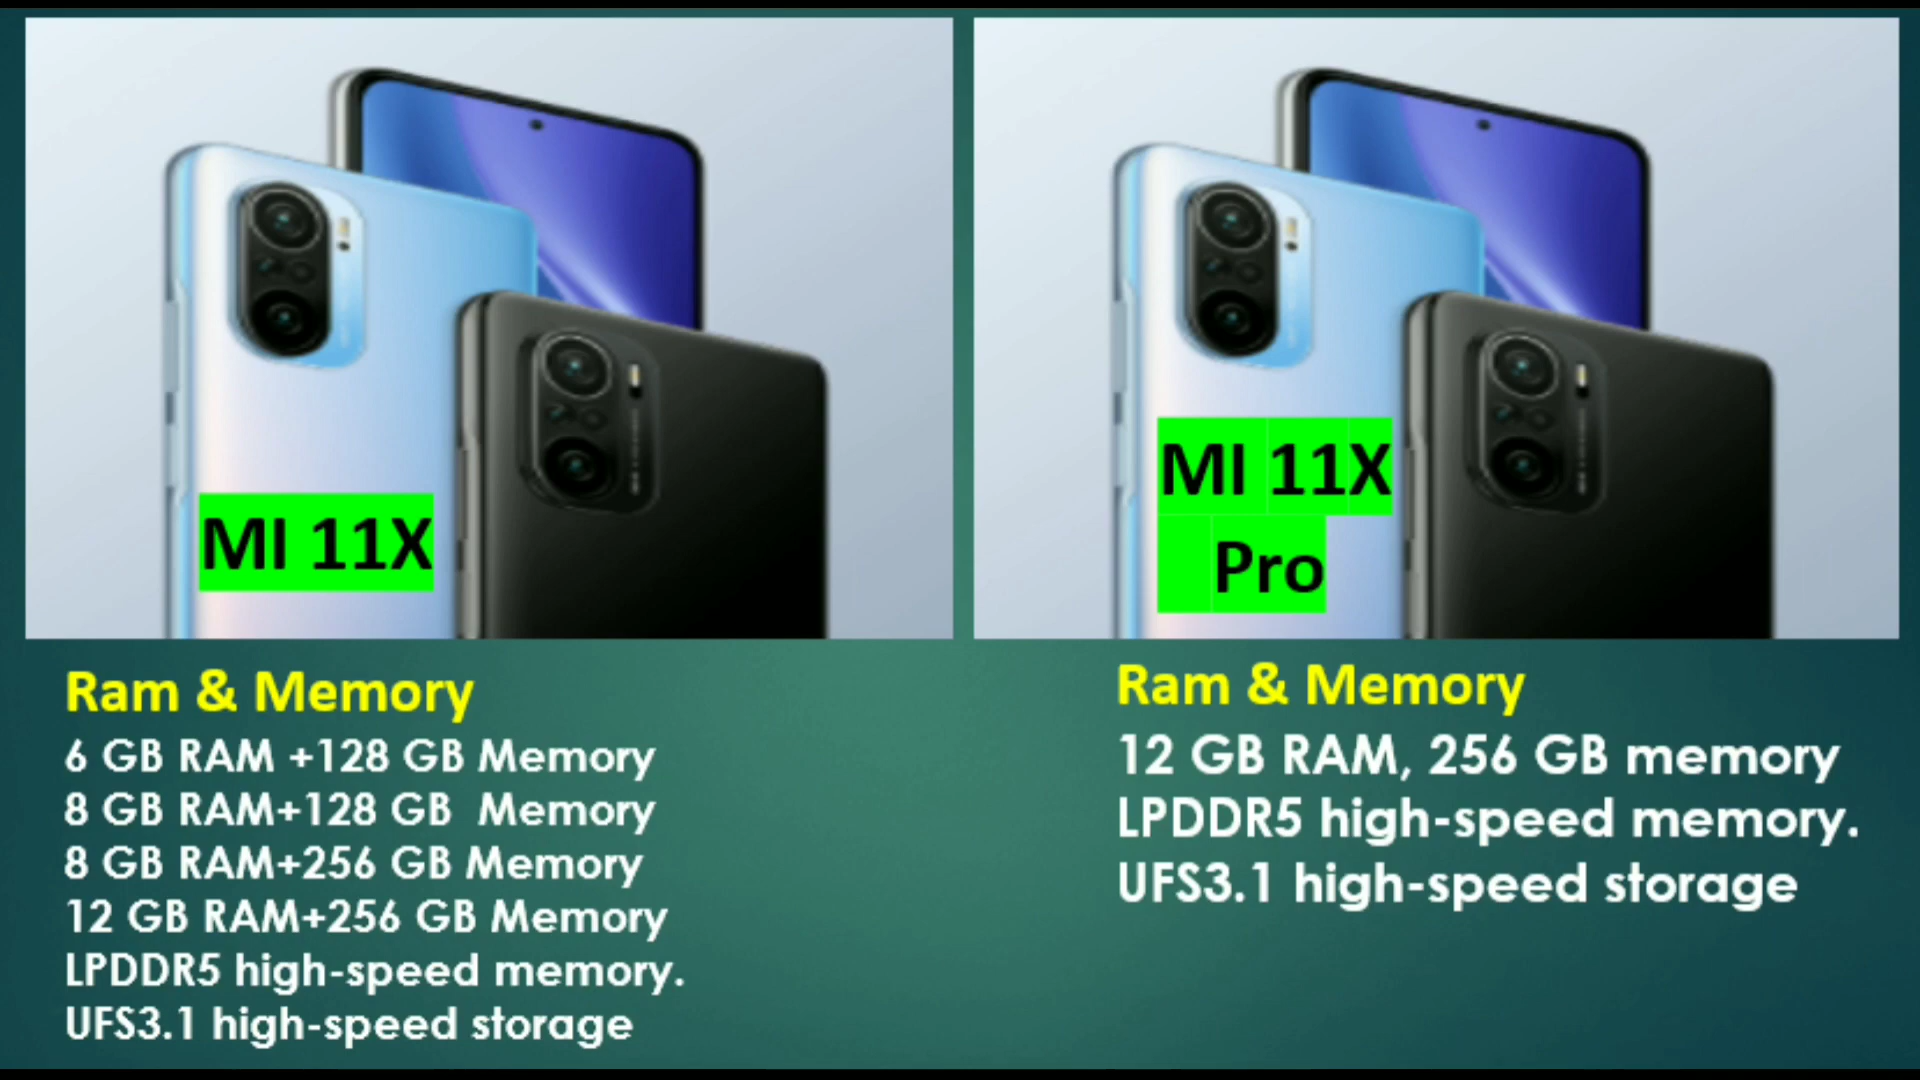 MI 11X
Ram & Memory
6 GB RAM +128 GB Memory
8 GB RAM+128 GB  Memory
8 GB RAM+256 GB Memory
12 GB RAM+256 GB Memory
LPDDR5 high-speed memory.
UFS3.1 high-speed storage
MI 11X
Pro
Ram & Memory
12 GB RAM, 256 GB memory
LPDDR5 high-speed memory.
UFS3.1 high-speed storage